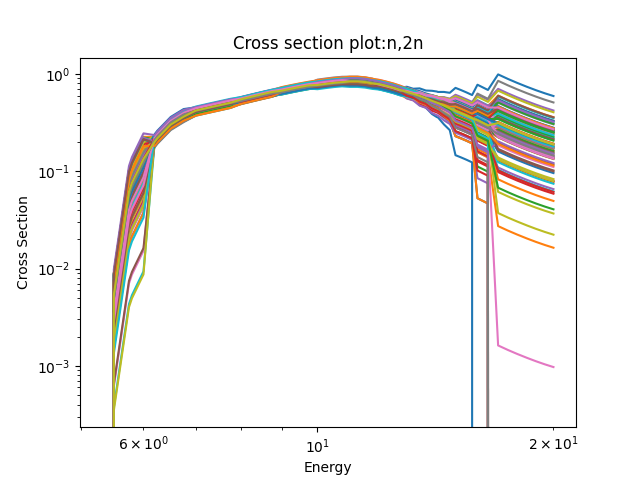 Cross section plot:n,2n
10⁰
10⁻¹
10⁻²
10⁻³
Cross Section
6 × 10⁰
10¹
2 × 10¹
Energy